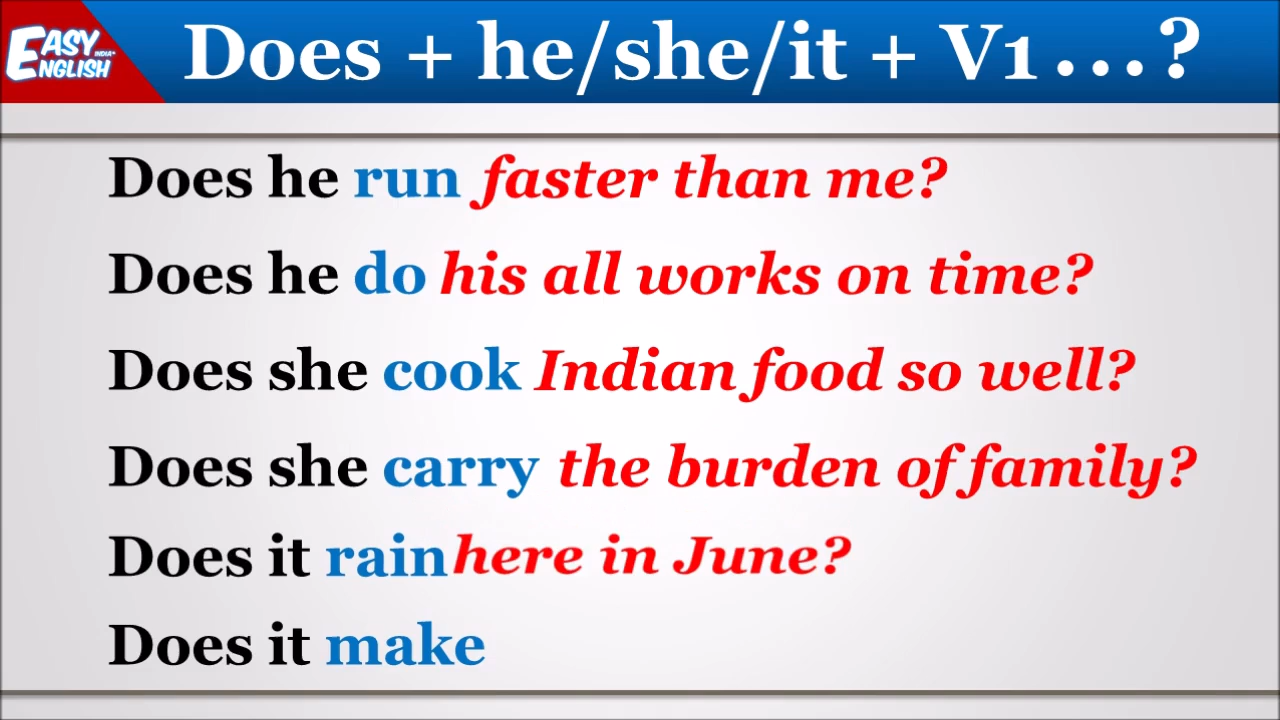 EASY
INDIA
ENGLISH
Does + he/she/it + V1...?
Does he run faster than me?
Does he do his all works on time?
Does she cook Indian food so well?
Does she carry the burden of family?
Does it rain here in June?
Does it make